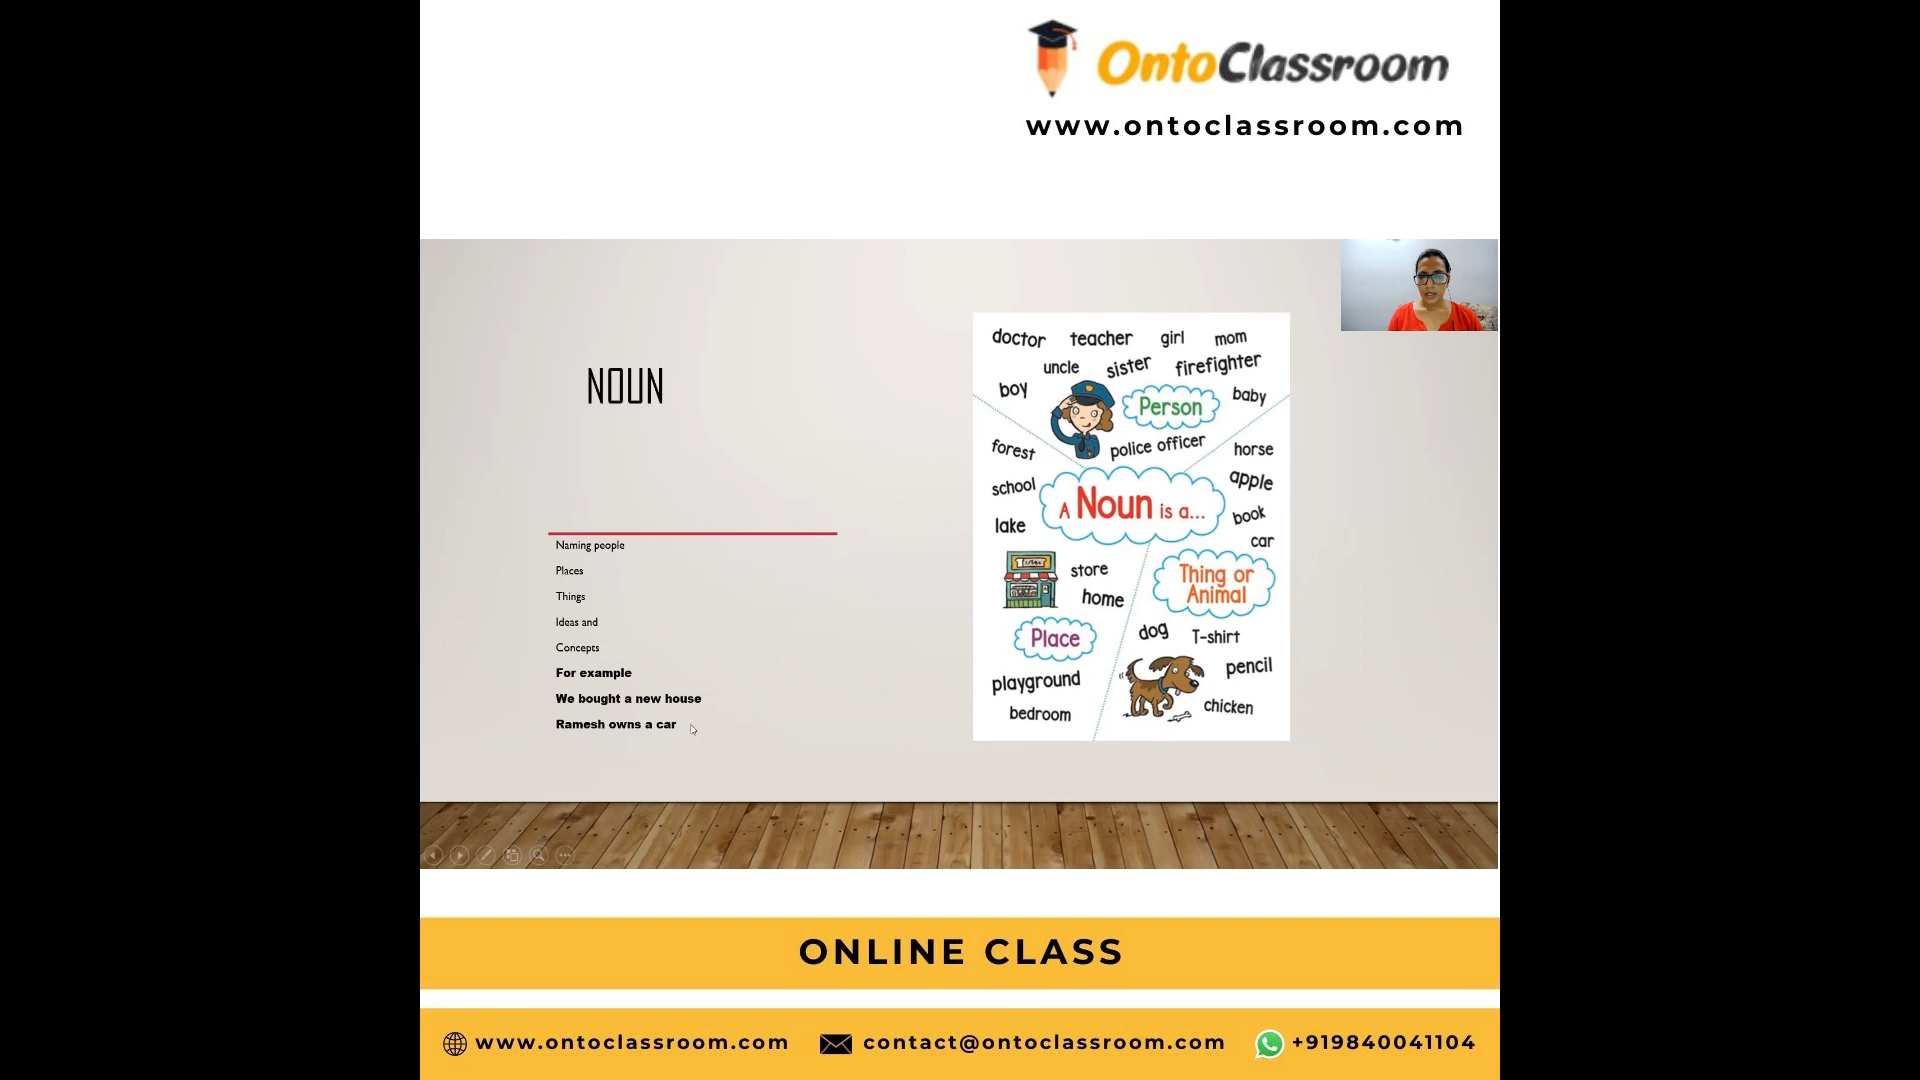 OntoClassroom
www.ontoclassroom.com
NOUN
Naming people
Places
Things
Ideas and
Concepts
For example
We bought a new house
Ramesh owns a car
doctor teacher girl mom
uncle sister firefighter
boy
Person
baby
police officer
forest
school
lake
A Noun is a...
horse
apple
book
car
store
home
Place
playground
bedroom
Thing or
Animal
dog T-shirt
pencil
chicken
ONLINE CLASS
www.ontoclassroom.com contact@ontoclassroom.com +919840041104